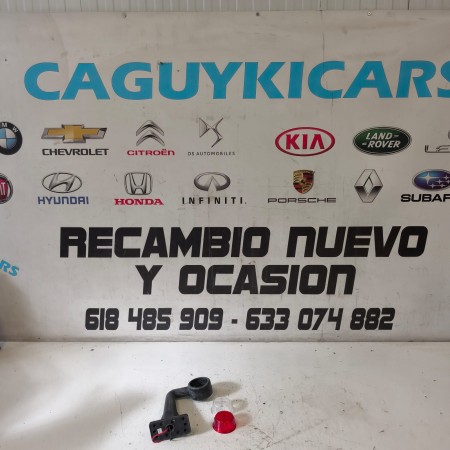 CAGUYKICARS
CHEVROLET
CITROËN
DS AUTOMOBILES
KIA
LAND-
ROVER
HYUNDAI
HONDA
INFINITI
PORSCHE
SUBAR
RECAMBIO NUEVO
Y OCASION
618 485 909 - 633 074 882